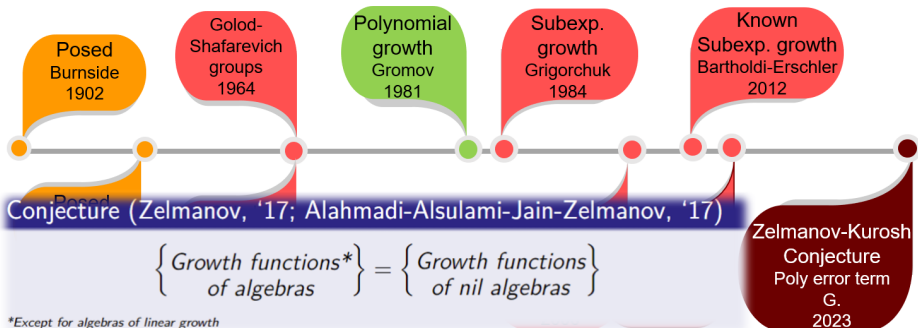 Posed
Burnside
1902
Golod-
Shafarevich
groups
1964
Polynomial
growth
Gromov
1981
Subexp.
growth
Grigorchuk
1984
Known
Subexp. growth
Bartholdi-Erschler
2012
Posed
Conjecture (Zelmanov, ‘17; Alahmadi-Alsulami-Jain-Zelmanov, ‘17)
{Growth functions* of algebras} = {Growth functions of nil algebras}
*Except for algebras of linear growth
Zelmanov-Kurosh
Conjecture
Poly error term
G.
2023